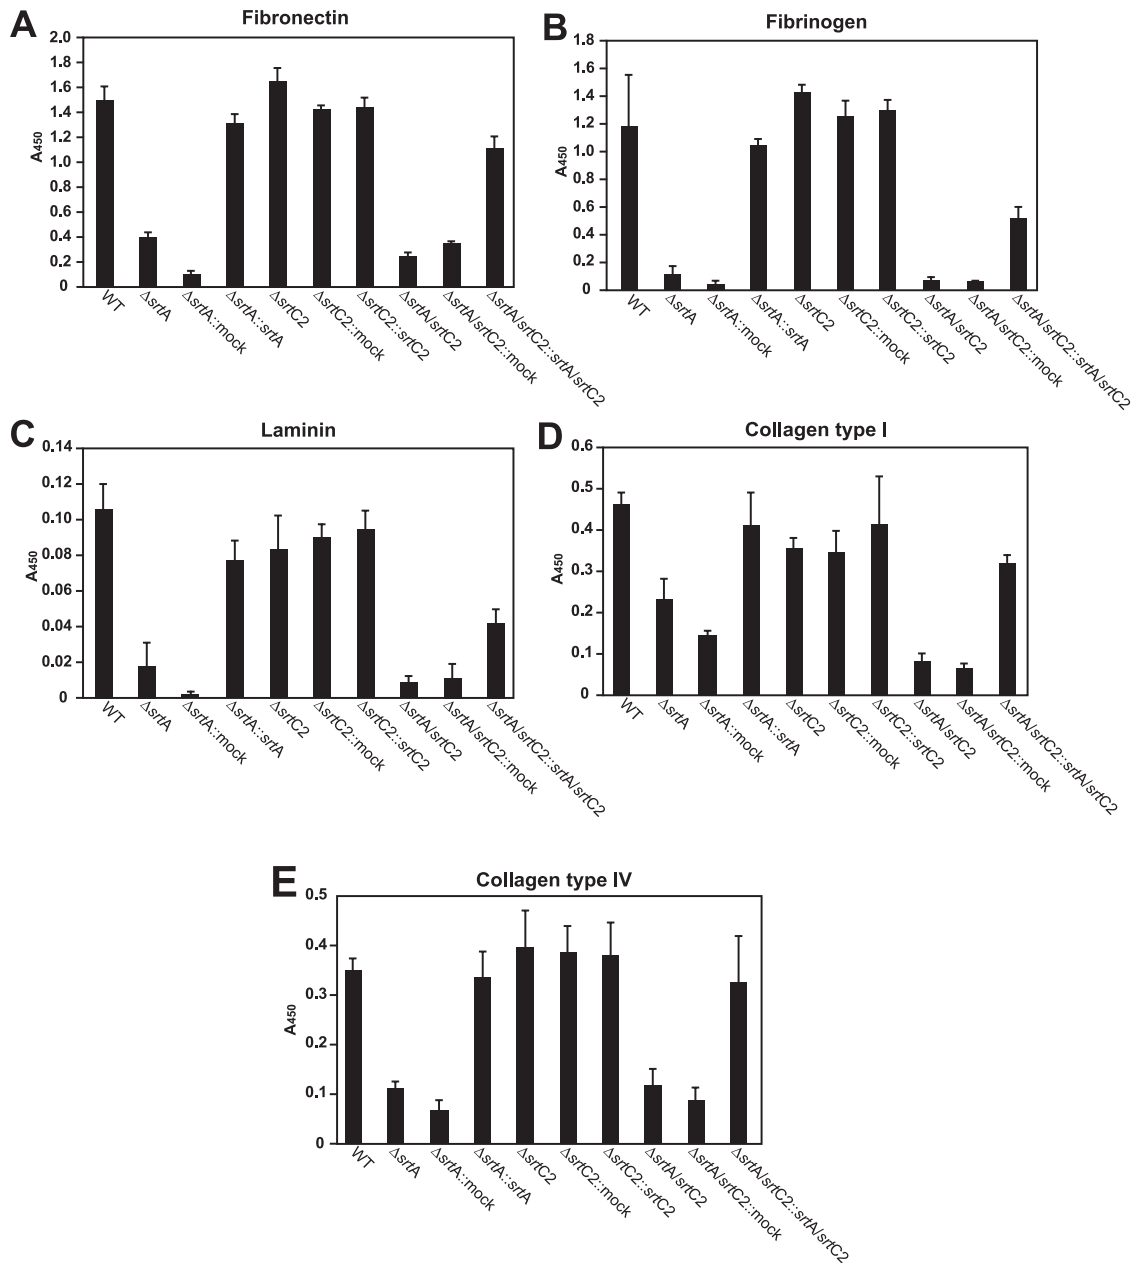 A
Fibronectin
2.0
1.8
1.6
1.4
1.2
1.0
0.8
0.6
0.4
0.2
0
A450
WT
ΔsrtA
ΔsrtA::mock
ΔsrtA::srtA
ΔsrtC2
ΔsrtC2::mock
ΔsrtC2::srtC2
ΔsrtA/srtC2
ΔsrtA/srtC2::mock
ΔsrtA/srtC2::srtA/srtC2
B
Fibrinogen
1.8
1.6
1.4
1.2
1.0
0.8
0.6
0.4
0.2
0
A450
WT
ΔsrtA
ΔsrtA::mock
ΔsrtA::srtA
ΔsrtC2
ΔsrtC2::mock
ΔsrtC2::srtC2
ΔsrtA/srtC2
ΔsrtA/srtC2::mock
ΔsrtA/srtC2::srtA/srtC2
C
Laminin
0.14
0.12
0.10
0.08
0.06
0.04
0.02
0
A450
WT
ΔsrtA
ΔsrtA::mock
ΔsrtA::srtA
ΔsrtC2
ΔsrtC2::mock
ΔsrtC2::srtC2
ΔsrtA/srtC2
ΔsrtA/srtC2::mock
ΔsrtA/srtC2::srtA/srtC2
D
Collagen type I
0.6
0.5
0.4
0.3
0.2
0.1
0
A450
WT
ΔsrtA
ΔsrtA::mock
ΔsrtA::srtA
ΔsrtC2
ΔsrtC2::mock
ΔsrtC2::srtC2
ΔsrtA/srtC2
ΔsrtA/srtC2::mock
ΔsrtA/srtC2::srtA/srtC2
E
Collagen type IV
0.5
0.4
0.3
0.2
0.1
0
A450
WT
ΔsrtA
ΔsrtA::mock
ΔsrtA::srtA
ΔsrtC2
ΔsrtC2::mock
ΔsrtC2::srtC2
ΔsrtA/srtC2
ΔsrtA/srtC2::mock
ΔsrtA/srtC2::srtA/srtC2